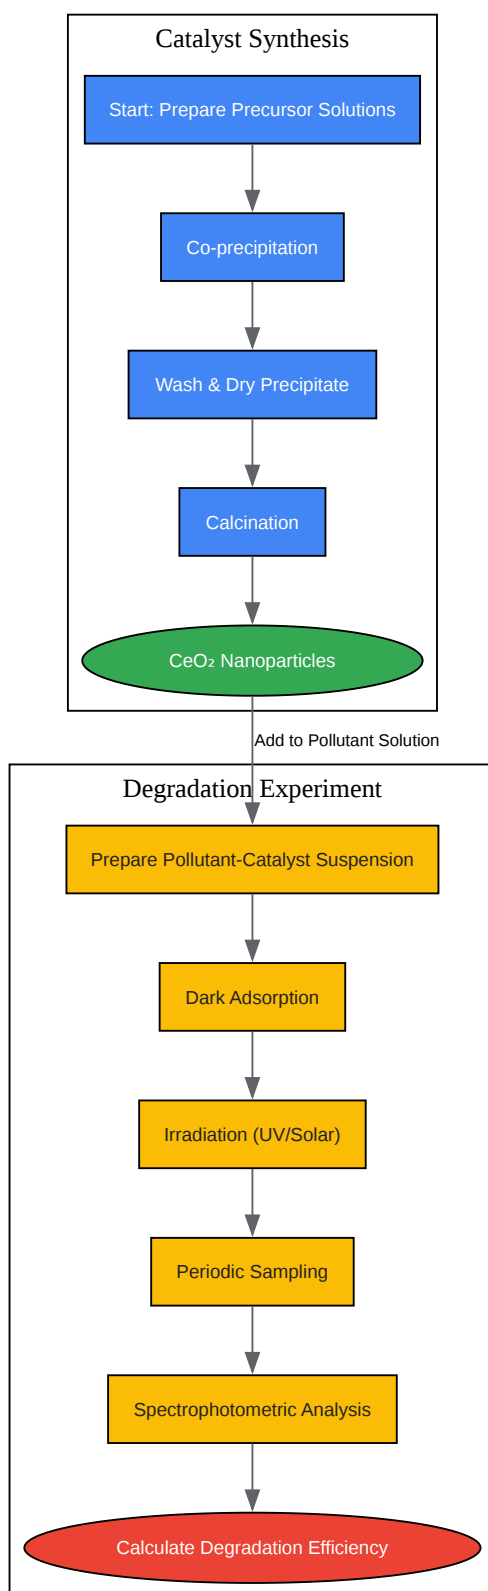 Catalyst Synthesis
Start: Prepare Precursor Solutions
Co-precipitation
Wash & Dry Precipitate
Calcination
CeO₂ Nanoparticles
Add to Pollutant Solution
Degradation Experiment
Prepare Pollutant-Catalyst Suspension
Dark Adsorption
Irradiation (UV/Solar)
Periodic Sampling
Spectrophotometric Analysis
Calculate Degradation Efficiency